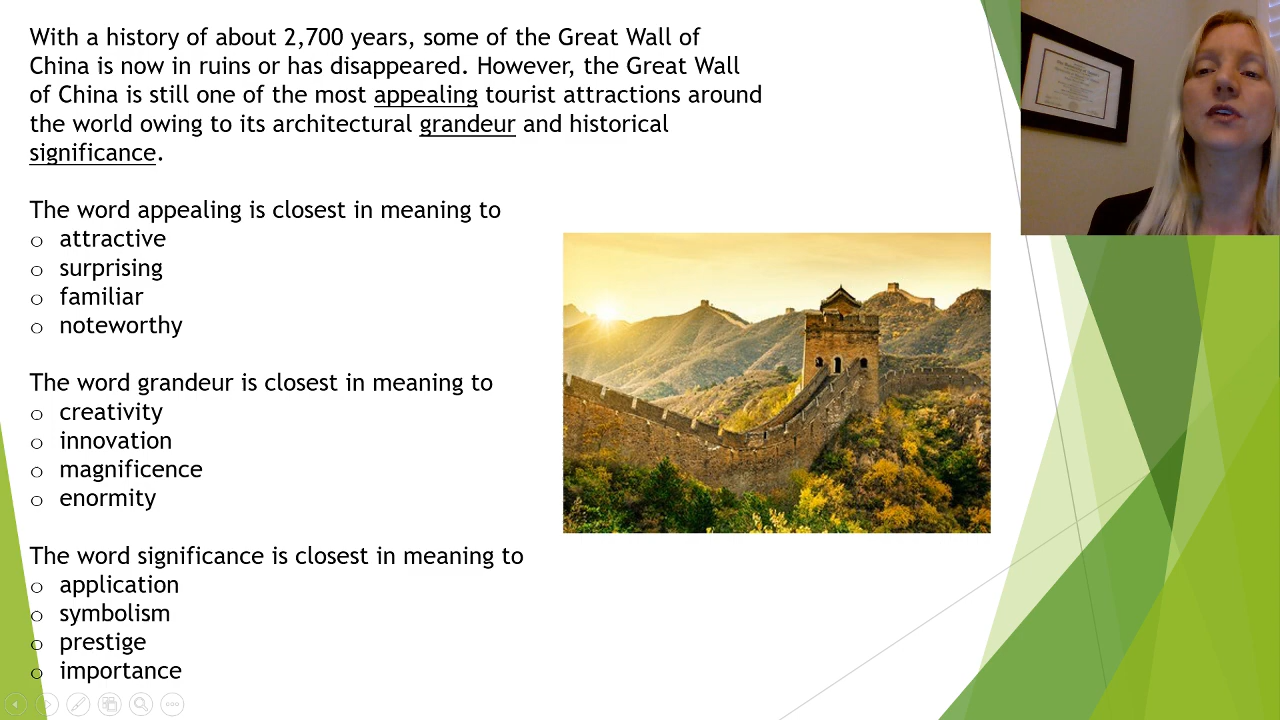 With a history of about 2,700 years, some of the Great Wall of
China is now in ruins or has disappeared. However, the Great Wall
of China is still one of the most appealing tourist attractions around
the world owing to its architectural grandeur and historical
significance.
The word appealing is closest in meaning to
o attractive
o surprising
o familiar
o noteworthy
The word grandeur is closest in meaning to
o creativity
o innovation
o magnificence
o enormity
The word significance is closest in meaning to
o application
o symbolism
o prestige
o importance